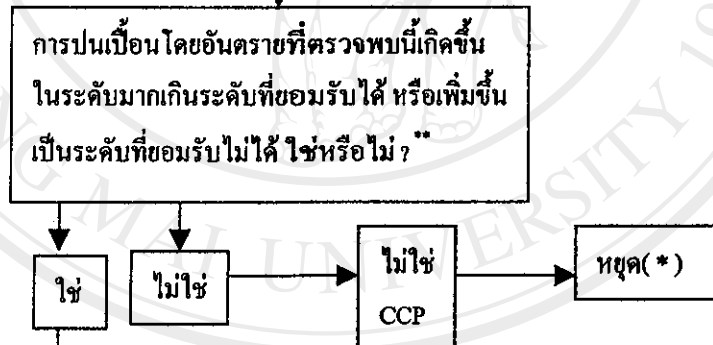 การปนเปื้อนโดยอันตรายที่ตรวจพบนี้เกิดขึ้น
ในระดับมากเกินระดับที่ยอมรับได้ หรือเพิ่มขึ้น
เป็นระดับที่ยอมรับไม่ได้ ใช่หรือไม่ ?**
ใช่
ไม่ใช่
ไม่ใช่
CCP
หยุด( * )
NG MAI UNIVERSITY 19